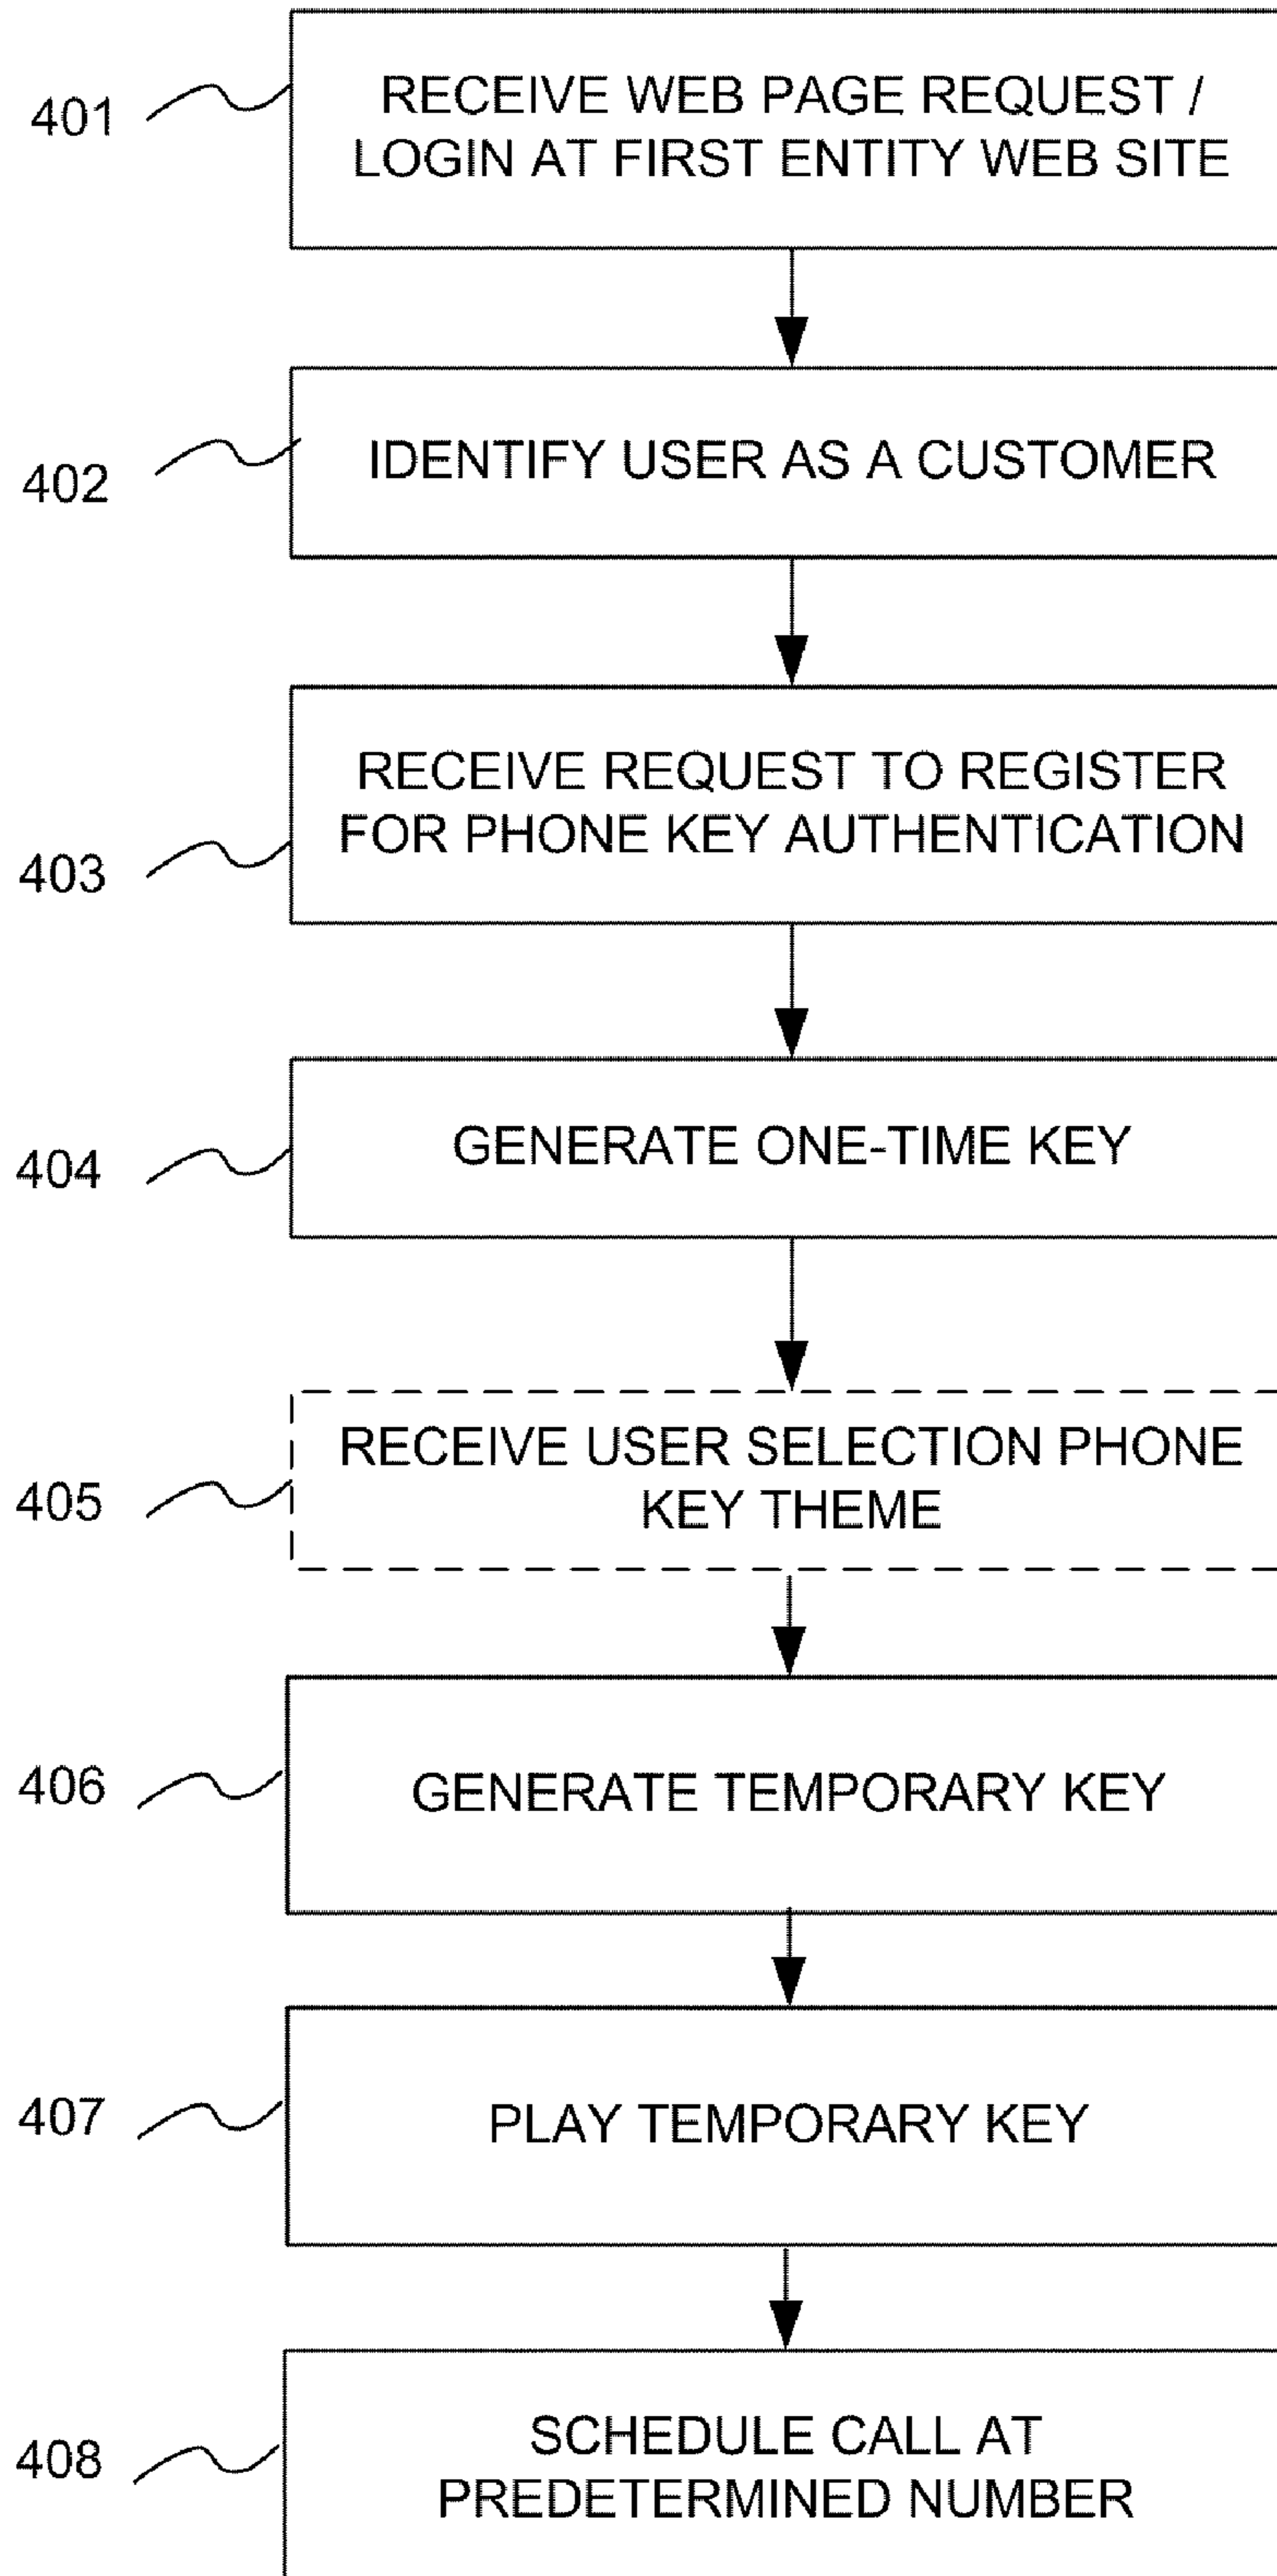 401
RECEIVE WEB PAGE REQUEST /
LOGIN AT FIRST ENTITY WEB SITE
402
IDENTIFY USER AS A CUSTOMER
403
RECEIVE REQUEST TO REGISTER
FOR PHONE KEY AUTHENTICATION
404
GENERATE ONE-TIME KEY
405
RECEIVE USER SELECTION PHONE
KEY THEME
406
GENERATE TEMPORARY KEY
407
PLAY TEMPORARY KEY
408
SCHEDULE CALL AT
PREDETERMINED NUMBER